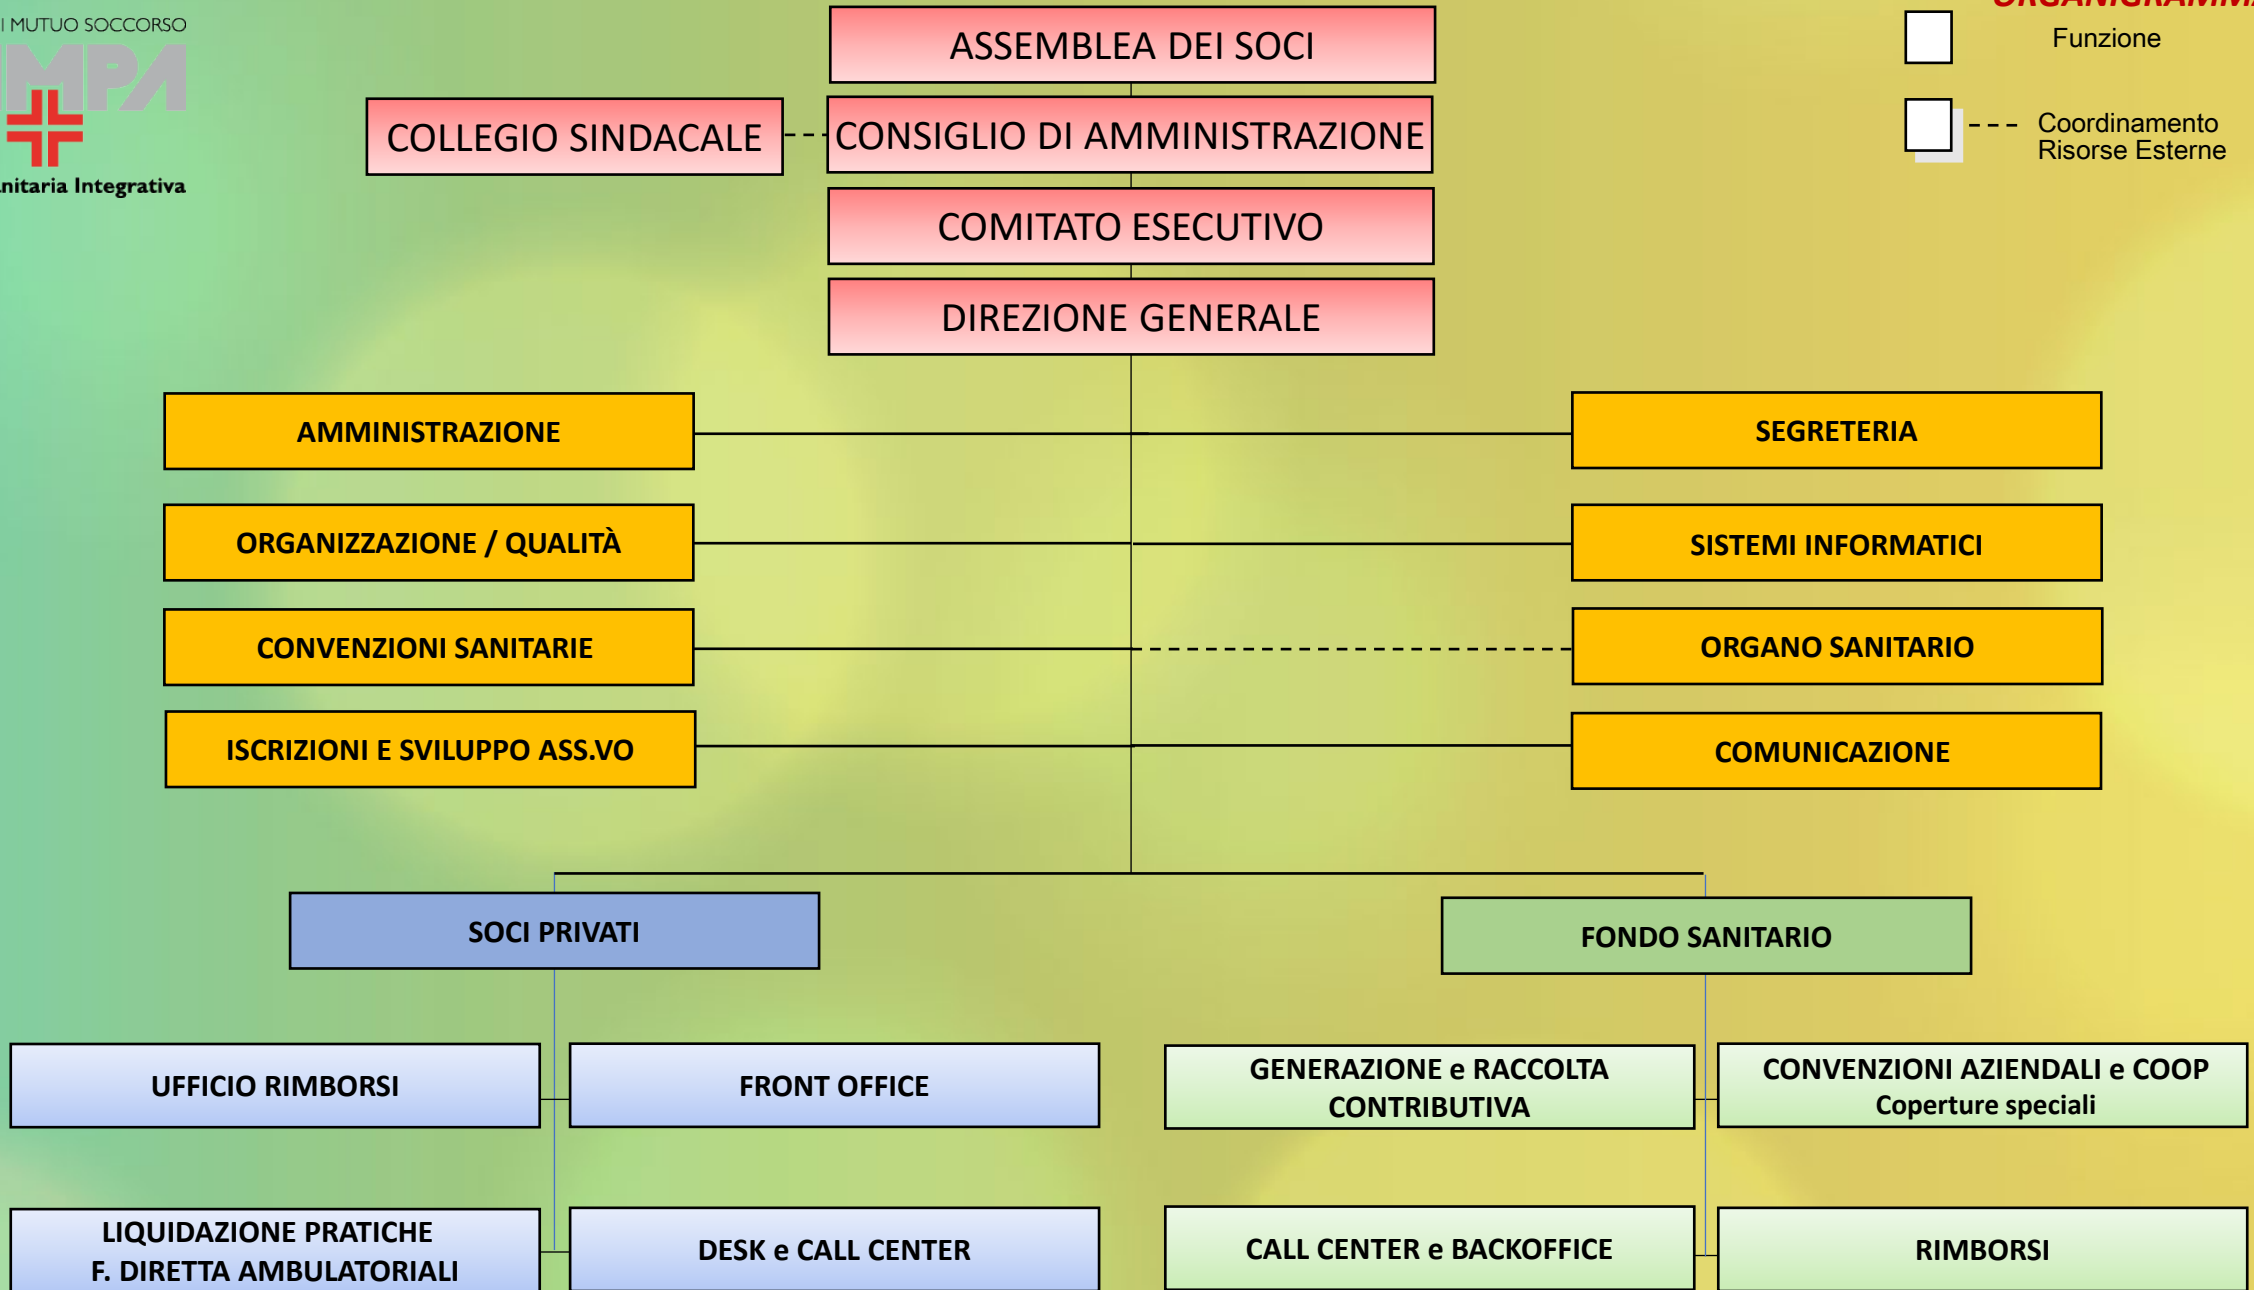 I MUTUO SOCCORSO
MPA
nitaria Integrativa
ORGANIGRAMMA
Funzione
Coordinamento
Risorse Esterne
ASSEMBLEA DEI SOCI
COLLEGIO SINDACALE
CONSIGLIO DI AMMINISTRAZIONE
COMITATO ESECUTIVO
DIREZIONE GENERALE
AMMINISTRAZIONE
SEGRETERIA
ORGANIZZAZIONE / QUALITÀ
SISTEMI INFORMATICI
CONVENZIONI SANITARIE
ORGANO SANITARIO
ISCRIZIONI E SVILUPPO ASS.VO
COMUNICAZIONE
SOCI PRIVATI
FONDO SANITARIO
UFFICIO RIMBORSI
FRONT OFFICE
GENERAZIONE e RACCOLTA
CONTRIBUTIVA
CONVENZIONI AZIENDALI e COOP
Coperture speciali
LIQUIDAZIONE PRATICHE
F. DIRETTA AMBULATORIALI
DESK e CALL CENTER
CALL CENTER e BACKOFFICE
RIMBORSI